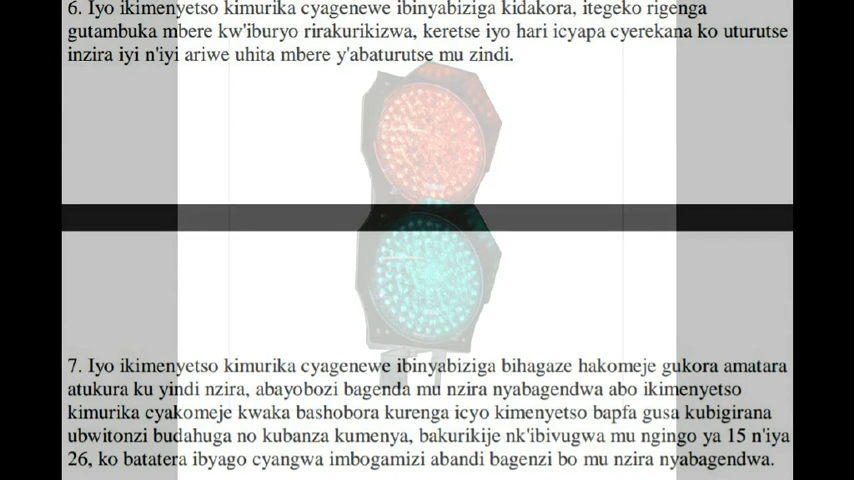 6. Iyo ikimenyetso kimurika cyagenewe ibinyabiziga kidakora, itegeko rigenga
gutambuka mbere kw'iburyo rirakurikizwa, keretse iyo hari icyapa cyerekana ko uturutse
inzira iyi n'iyi ariwe uhita mbere y'abaturutse mu zindi.
7. Iyo ikimenyetso kimurika cyagenewe ibinyabiziga bihagaze hakomeje gukora amatara
atukura ku yindi nzira, abayobozi bagenda mu nzira nyabagendwa abo ikimenyetso
kimurika cyakomeje kwaka bashobora kurenga icyo kimenyetso bapfa gusa kubigirana
ubwitonzi budahuga no kubanza kumenya, bakurikije nk'ibivugwa mu ngingo ya 15 n'iya
26, ko batatera ibyago cyangwa imbogamizi abandi bagenzi bo mu nzira nyabagendwa.